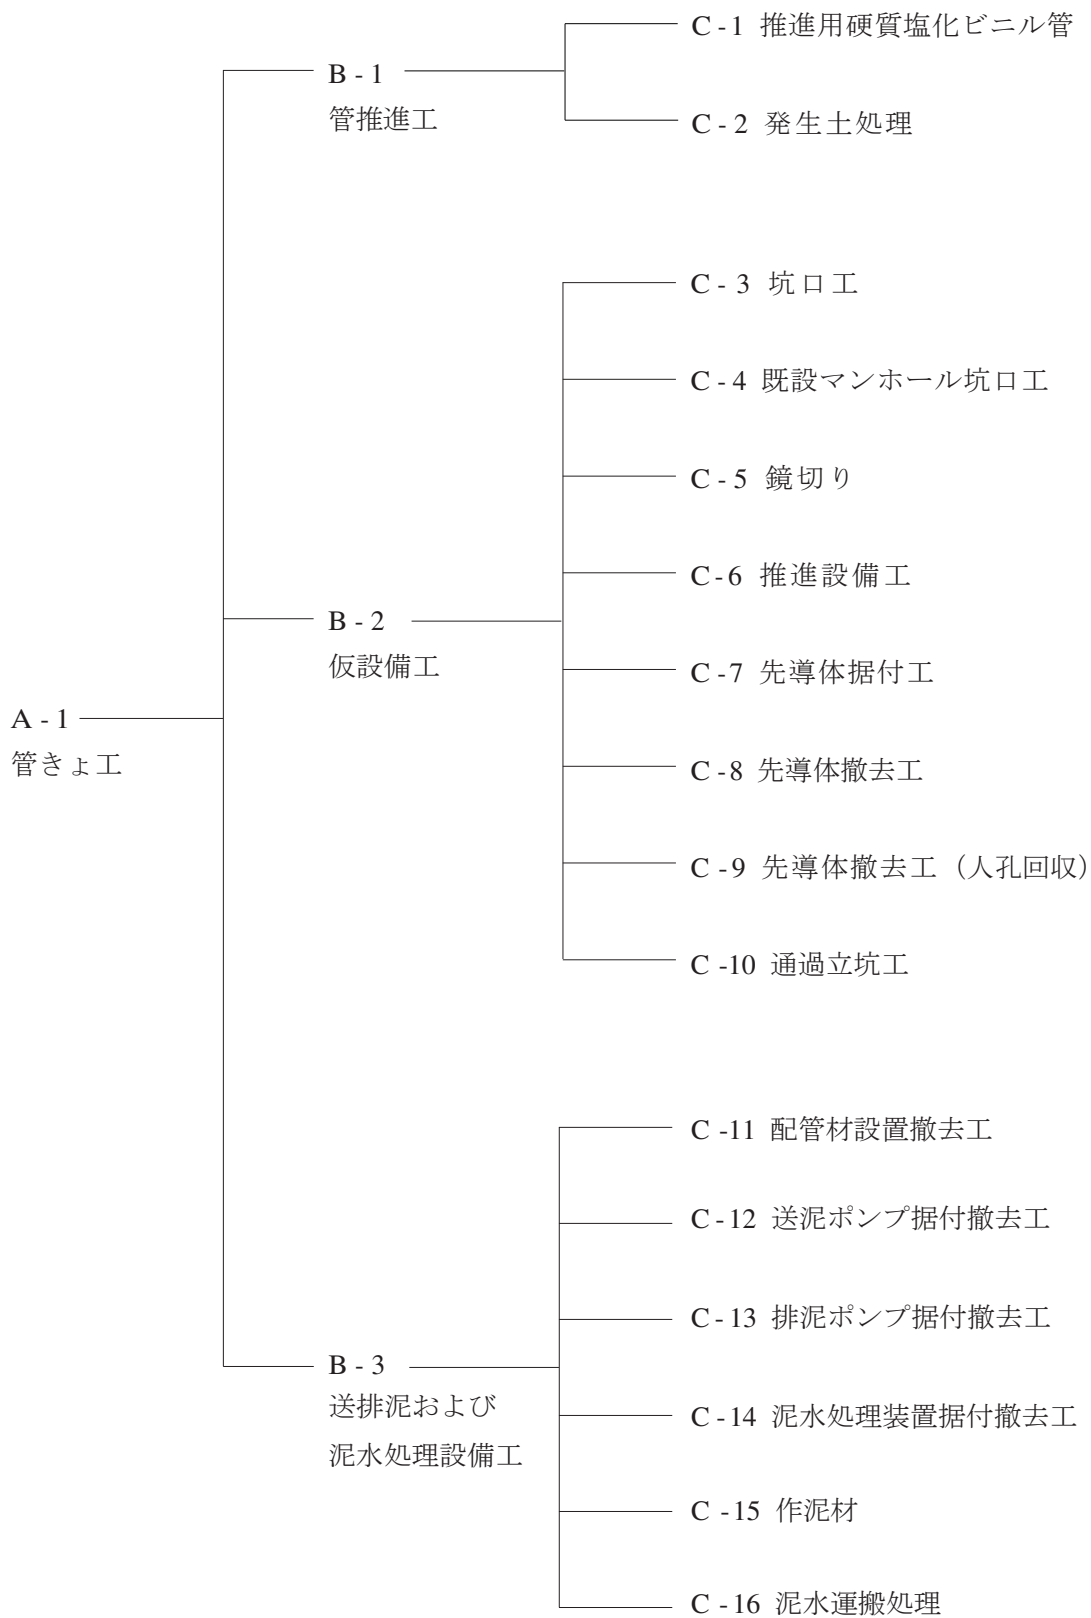 C-1 推進用硬質塩化ビニル管
B-1
管推進工
C-2 発生土処理
C-3 坑口工
C-4 既設マンホール坑口工
C-5 鏡切り
C-6 推進設備工
B-2
仮設備工
C-7 先導体据付工
A-1
管きょ工
C-8 先導体撤去工
C-9 先導体撤去工（人孔回収）
C-10 通過立坑工
C-11 配管材設置撤去工
C-12 送泥ポンプ据付撤去工
C-13 排泥ポンプ据付撤去工
B-3
送排泥および
泥水処理設備工
C-14 泥水処理装置据付撤去工
C-15 作泥材
C-16 泥水運搬処理